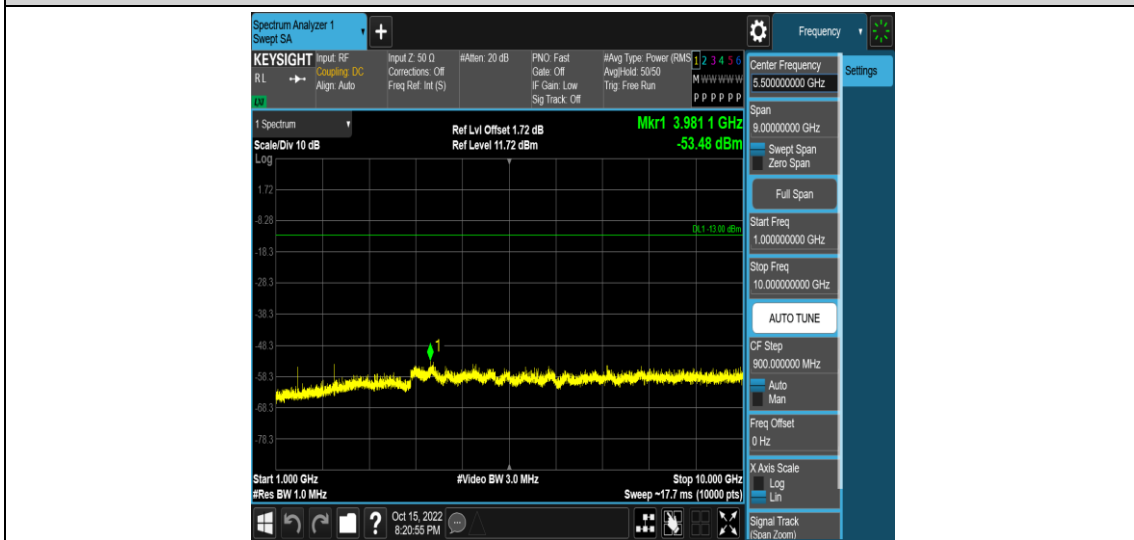 Spectrum Analyzer 1
Swept SA
+
Frequency
KEYSIGHT
RL
LXI
Input: RF
Coupling: DC
Align: Auto
Input Z: 50 Ω
Corrections: Off
Freq Ref: Int (S)
#Atten: 20 dB
PNO: Fast
Gate: Off
IF Gain: Low
Sig Track: Off
#Avg Type: Power (RMS
Avg|Hold: 50/50
Trig: Free Run
1 2 3 4 5 6
M W W W W W
P P P P P P
1 Spectrum
Scale/Div 10 dB
Ref Lvl Offset 1.72 dB
Ref Level 11.72 dBm
Mkr1 3.981 1 GHz
-53.48 dBm
Log
1.72
-8.28
DL1 -13.00 dBm
-18.3
-28.3
-38.3
-48.3
1
-58.3
-68.3
-78.3
Start 1.000 GHz
#Video BW 3.0 MHz
Stop 10.000 GHz
#Res BW 1.0 MHz
Sweep ~17.7 ms (10000 pts)
?
Oct 15, 2022
8:20:55 PM
Center Frequency
5.500000000 GHz
Settings
Span
9.00000000 GHz
Swept Span
Zero Span
Full Span
Start Freq
1.000000000 GHz
Stop Freq
10.000000000 GHz
AUTO TUNE
CF Step
900.000000 MHz
Auto
Man
Freq Offset
0 Hz
X Axis Scale
Log
Lin
Signal Track
(Span Zoom)